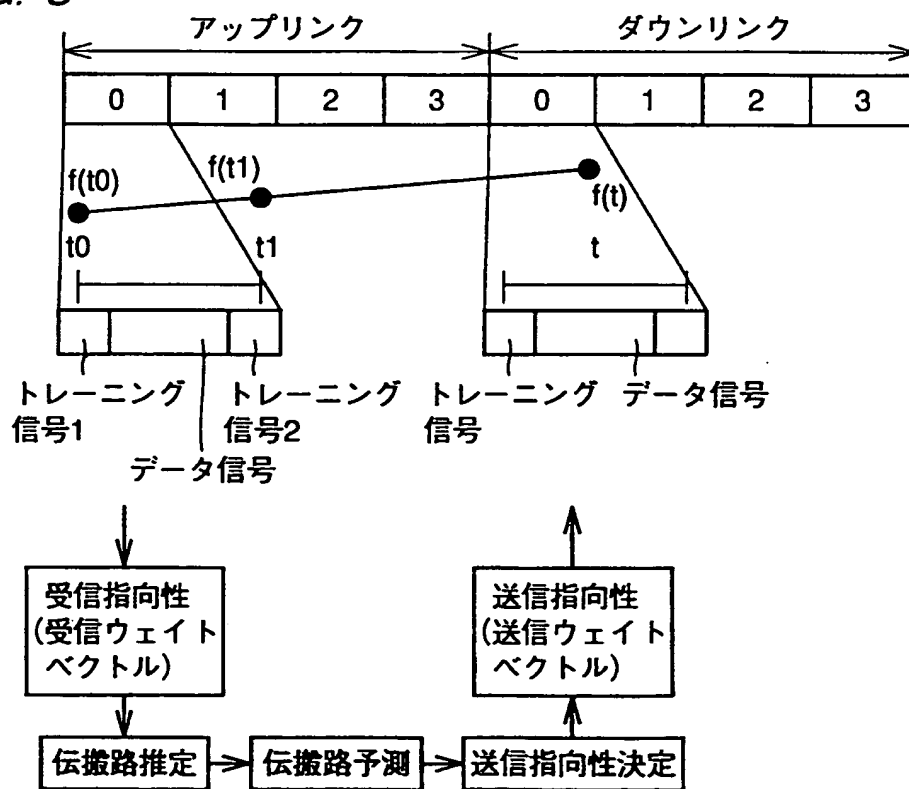 アップリンク ダウンリンク
0 1 2 3 0 1 2 3
f(t0) f(t1) f(t)
t0 t1 t
トレーニング トレーニング トレーニング データ信号
信号1 信号2 信号
データ信号
受信指向性 送信指向性
(受信ウェイト (送信ウェイト
ベクトル) ベクトル)
伝搬路推定 伝搬路予測 送信指向性決定